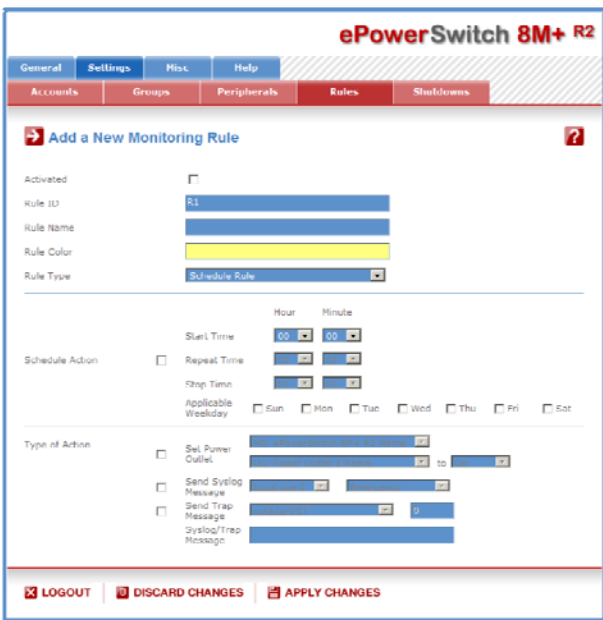 ePowerSwitch 8M+ R2
General Settings Misc Help
Accounts Groups Peripherals Rules Shutdowns
Add a New Monitoring Rule ?
Activated
Rule ID R1
Rule Name
Rule Color
Rule Type Schedule Rule
Hour Minute
Start Time 00 00
Schedule Action Repeat Time
Stop Time
Applicable
Weekday Sun Mon Tue Wed Thu Fri Sat
Type of Action Set Power
Outlet to
Send Syslog
Message
Send Trap
Message
Syslog/Trap
Message
LOGOUT DISCARD CHANGES APPLY CHANGES